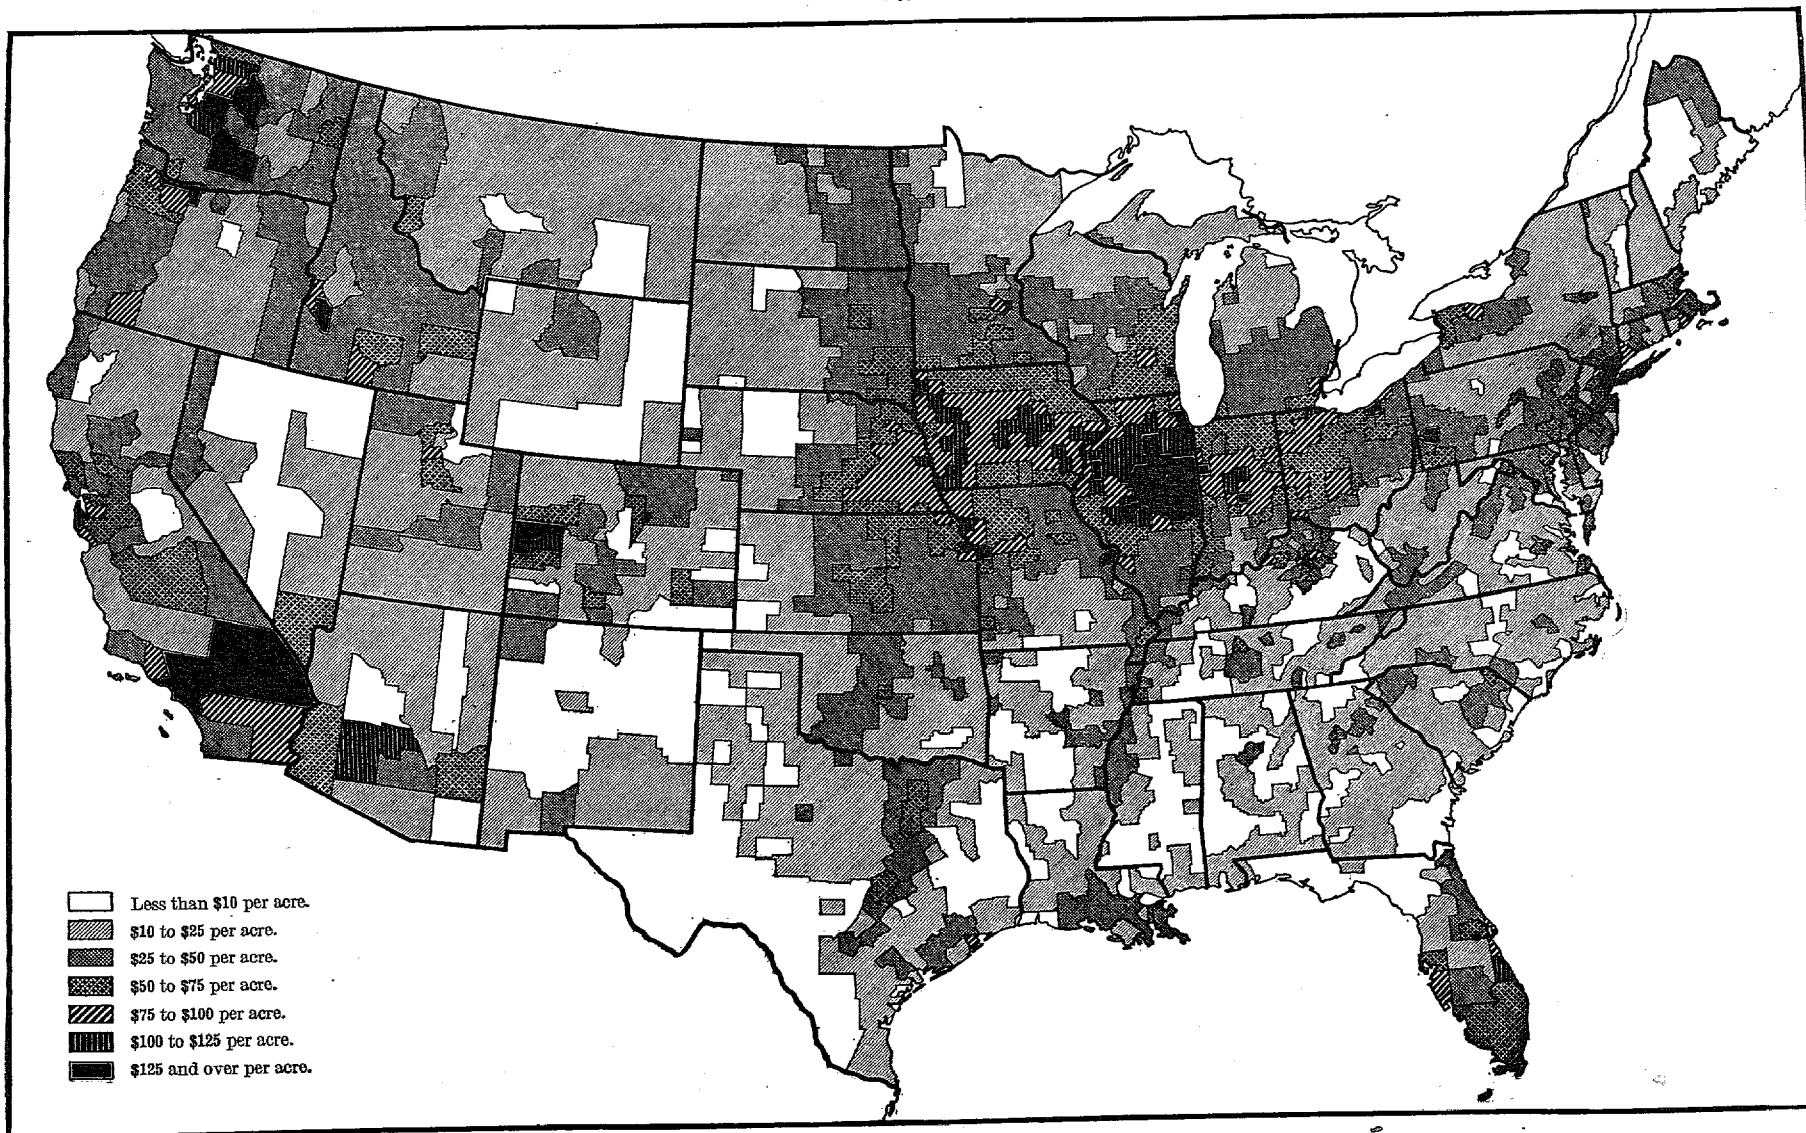 Less than $10 per acre.
$10 to $25 per acre.
$25 to $50 per acre.
$50 to $75 per acre.
$75 to $100 per acre.
$100 to $125 per acre.
$125 and over per acre.